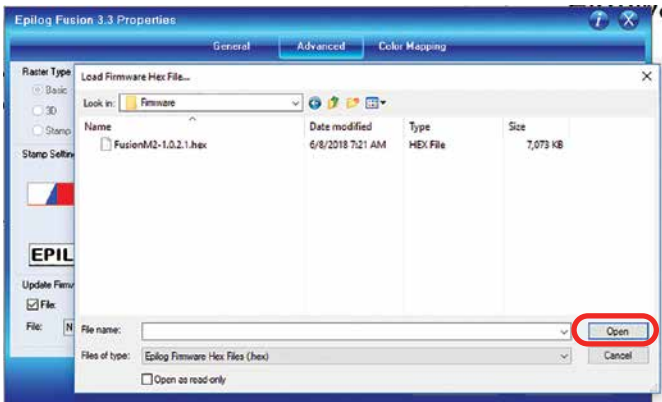 Epilog Fusion 3.3 Properties
General Advanced Color Mapping
Raster Type
Basic
3D
Stamp
Load Firmware Hex File...
Look in: Firmware
Name Date modified Type Size
FusionM2-1.0.2.1.hex 6/8/2018 7:21 AM HEX File 7,073 KB
Stamp Settin
EPIL
Update Firmw
File:
File: N
File name: Open
Files of type: Epilog Firmware Hex Files (.hex) Cancel
Open as read-only